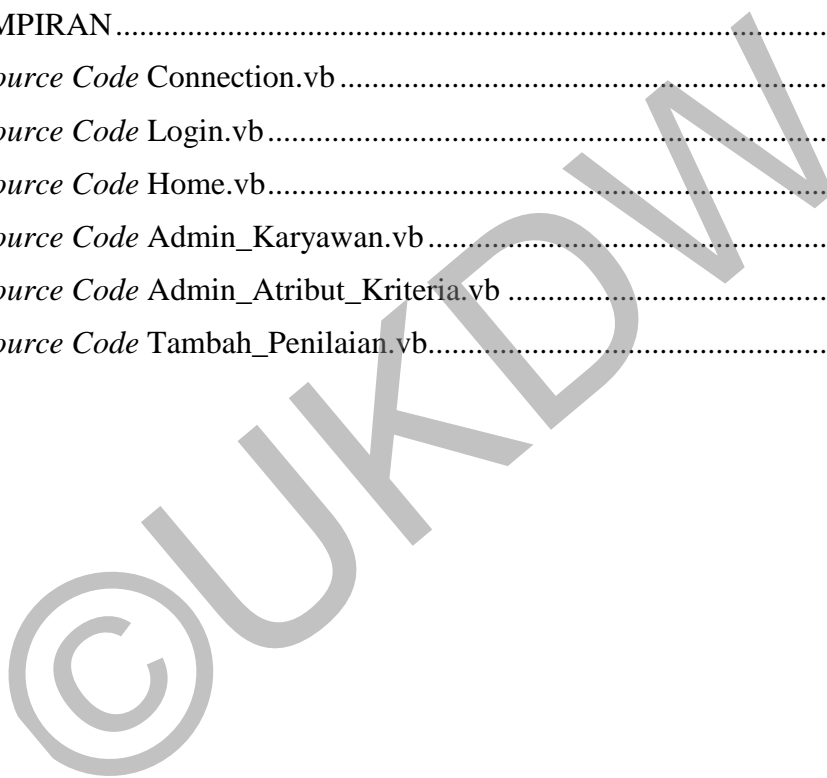 MPIRAN........................................................................................
ource Code Connection.vb ............................................................
ource Code Login.vb.....................................................................
ource Code Home.vb.....................................................................
ource Code Admin_Karyawan.vb .................................................
ource Code Admin_Atribut_Kriteria.vb ........................................
ource Code Tambah_Penilaian.vb.................................................
©UKDW